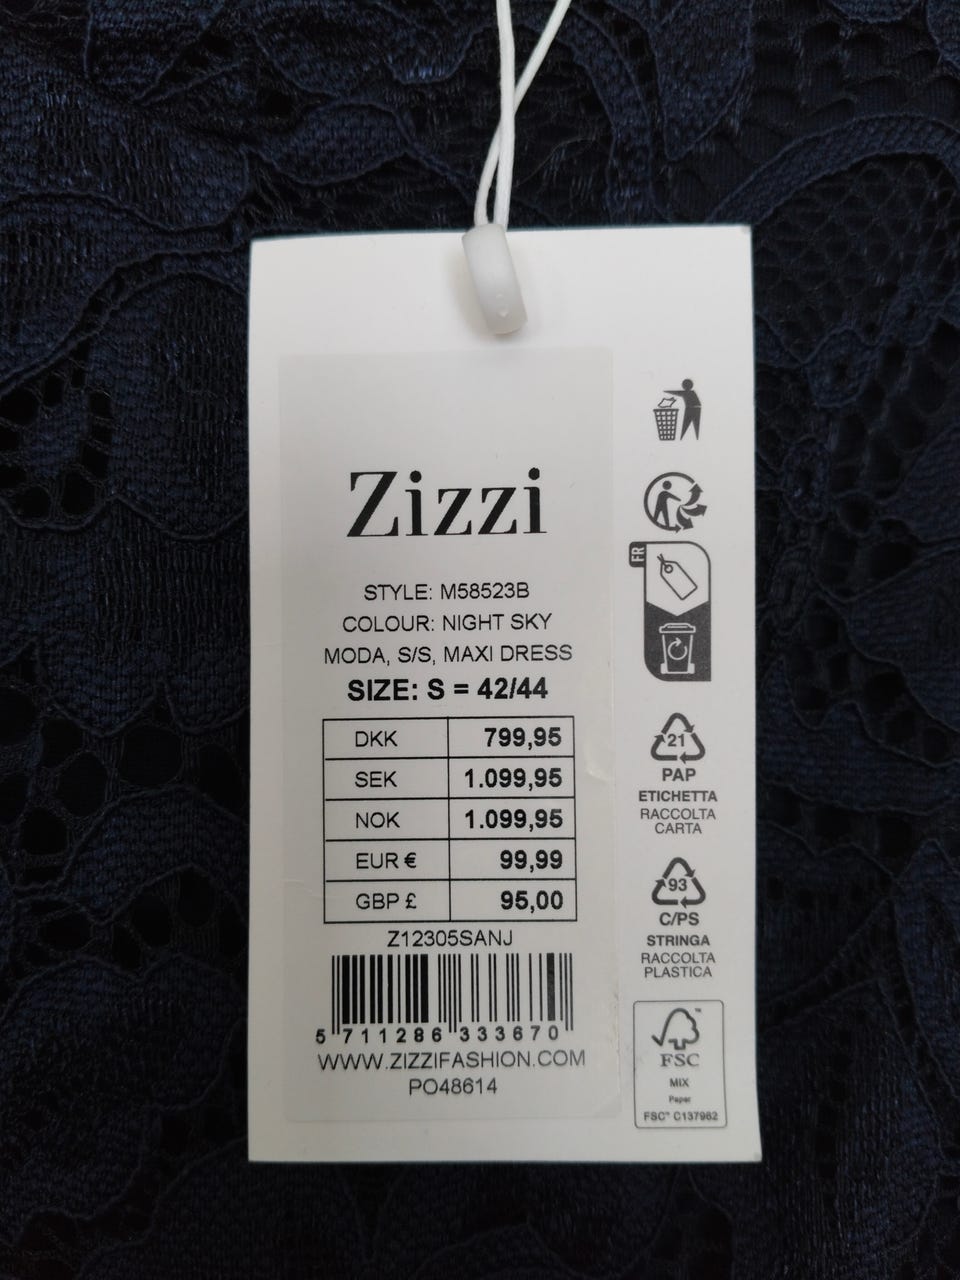 Zizzi
STYLE: M58523B
COLOUR: NIGHT SKY
MODA, S/S, MAXI DRESS
SIZE: S = 42/44
DKK 799,95
SEK 1.099,95
NOK 1.099,95
EUR € 99,99
GBP £ 95,00
Z12305SANJ
5 711286 333670
WWW.ZIZZIFASHION.COM
PO48614
FR
21
PAP
ETICHETTA
RACCOLTA
CARTA
93
C/PS
STRINGA
RACCOLTA
PLASTICA
FSC
MIX
Paper
FSC™ C137962